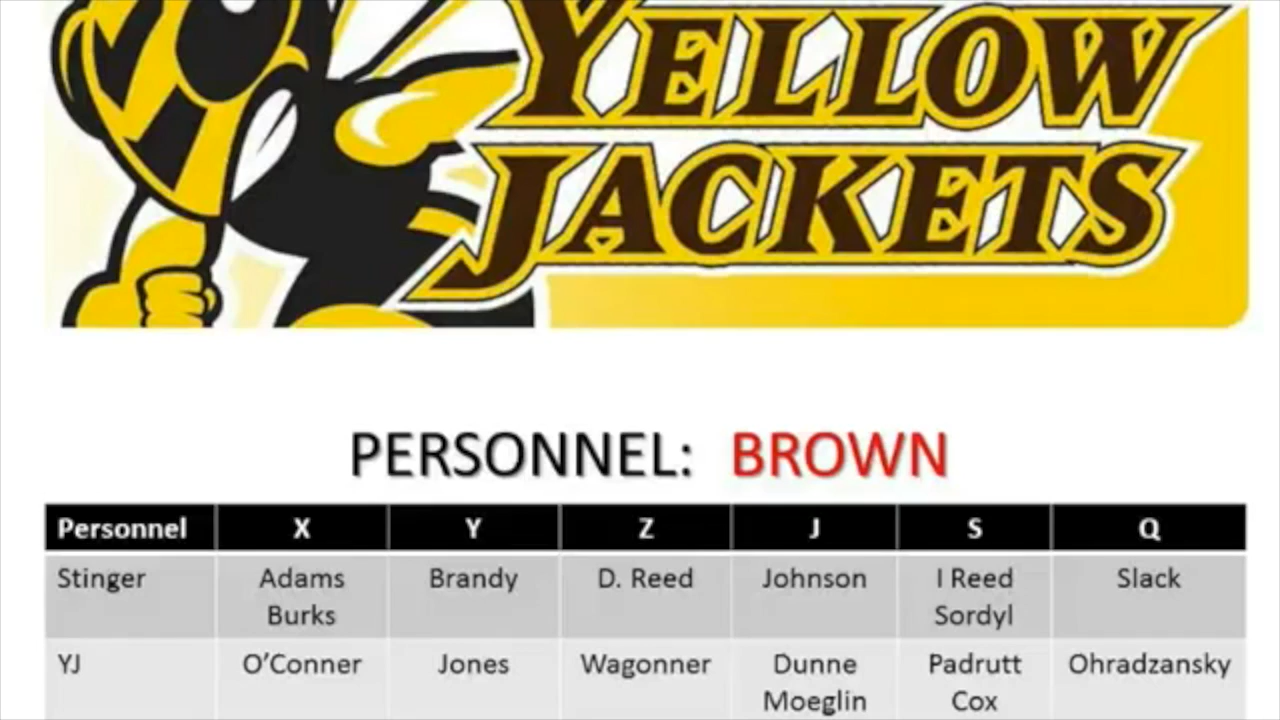 YELLOW
JACKETS
PERSONNEL: BROWN
Personnel X Y Z J S Q
Stinger Adams Brandy D. Reed Johnson I Reed Slack
Burks Sordyl
YJ O’Conner Jones Wagonner Dunne Padrutt Ohradzansky
Moeglin Cox